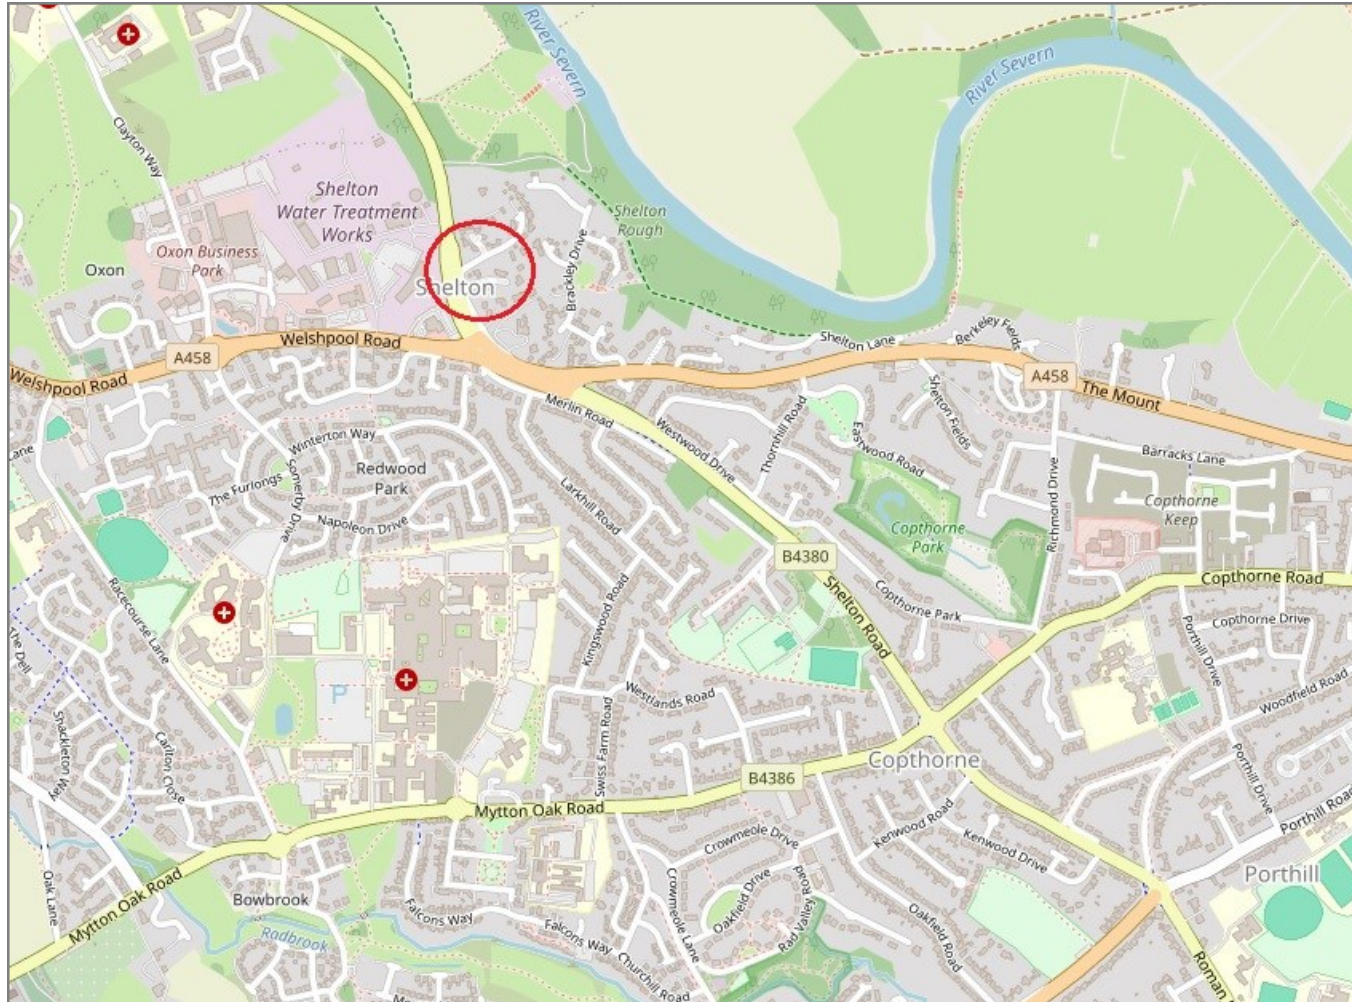 River Severn
River Severn
Clayton Way
Shelton
Water Treatment
Works
Shelton
Rough
Oxon Business
Park
Oxon
Brackley Drive
Shelton
Welshpool Road
A458
Welshpool Road
Shelton Lane
Berkeley Fields
A458
The Mount
Merlin Road
Westwood Drive
Thornhill Road
Shelton Fields
Eastwood Road
Lane
Winterton Way
Redwood
Park
The Furlongs
Somerby Drive
Napoleon Drive
Larkhill Road
Richmond Drive
Barracks Lane
Copthorne
Keep
Copthorne
Park
B4380
Shelton Road
Copthorne Park
Copthorne Road
Copthorne Drive
Porthill Drive
Woodfield Road
Racecourse Lane
The Dell
Kingswood Road
P
Westlands Road
Swiss Farm Road
Shackleton Way
Carlton Close
Copthorne
B4386
Mytton Oak Road
Porthill Drive
Porthill Road
Crowmeole Drive
Kenwood Road
Kenwood Drive
Porthill
Mytton Oak Road
Oak Lane
Bowbrook
Radbrook
Falcons Way
Falcons Way
Churchill Road
Crowmeole Lane
Oakfield Drive
Rad Valley Road
Oakfield Road
Roman